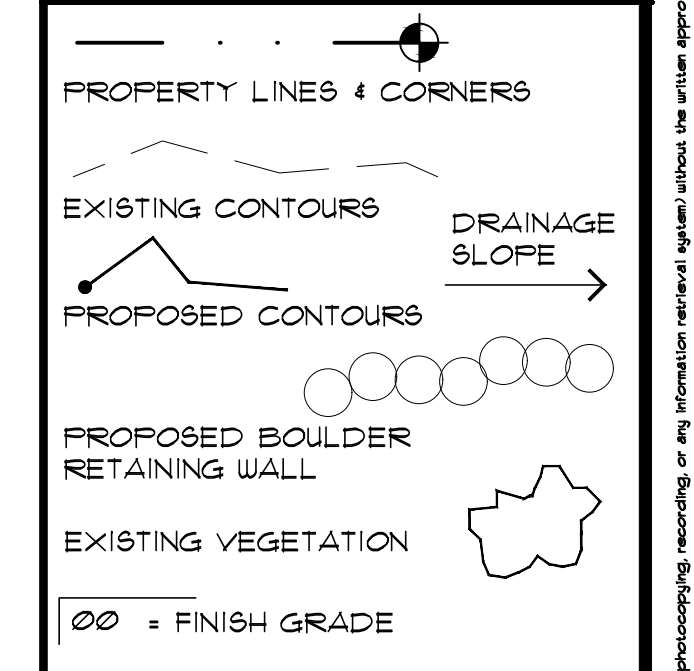 PROPERTY LINES & CORNERS
EXISTING CONTOURS
DRAINAGE
SLOPE
PROPOSED CONTOURS
PROPOSED BOULDER
RETAINING WALL
EXISTING VEGETATION
00 = FINISH GRADE
photocopying, recording, or any information retrieval system) without the written appro